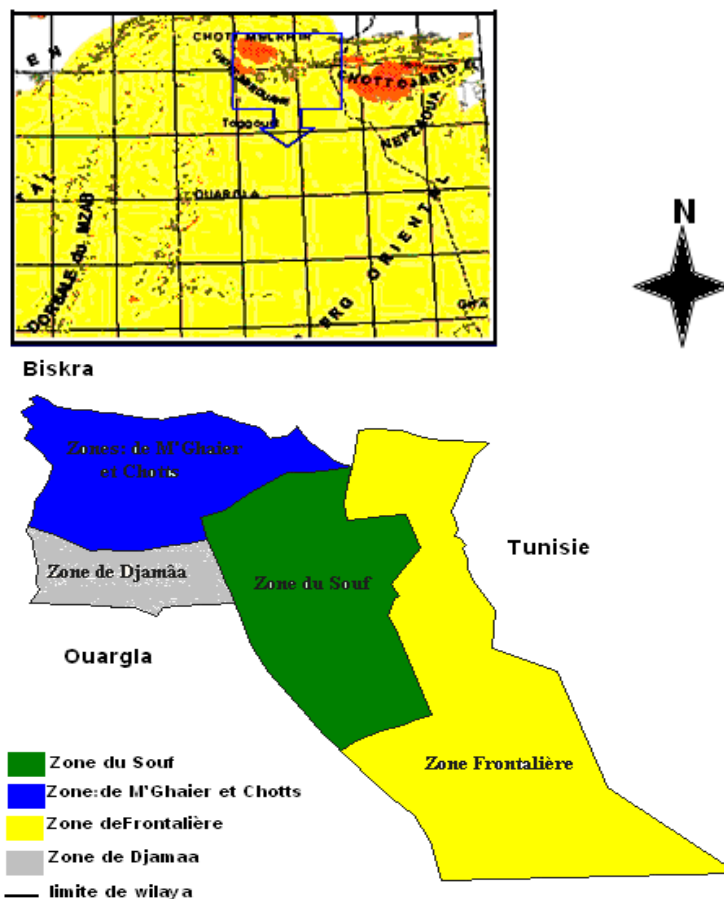 CHOTT MELRHIR
CHOTT DJARID
Toggourt
NEFZAOUA
OUARGLA
DORSALE du MZAB
ERG ORIENTAL
N
Biskra
Zones: de M'Ghaier
et Chotts
Tunisie
Zone de Djamâa
Zone du Souf
Ouargla
Zone Frontalière
Zone du Souf
Zone:de M'Ghaier et Chotts
Zone deFrontalière
Zone de Djamaa
limite de wilaya